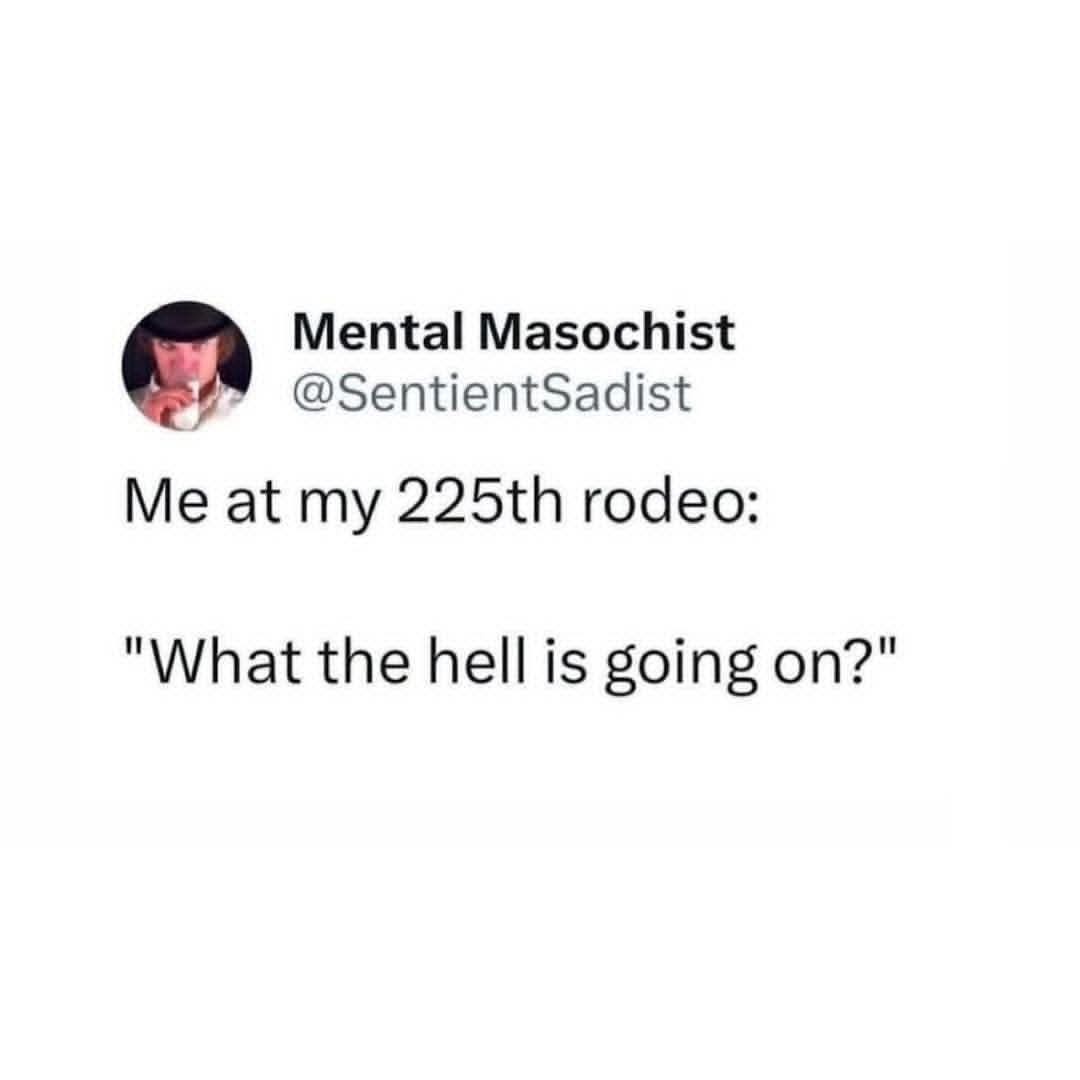 Mental Masochist
@SentientSadist
Me at my 225th rodeo:
"What the hell is going on?"